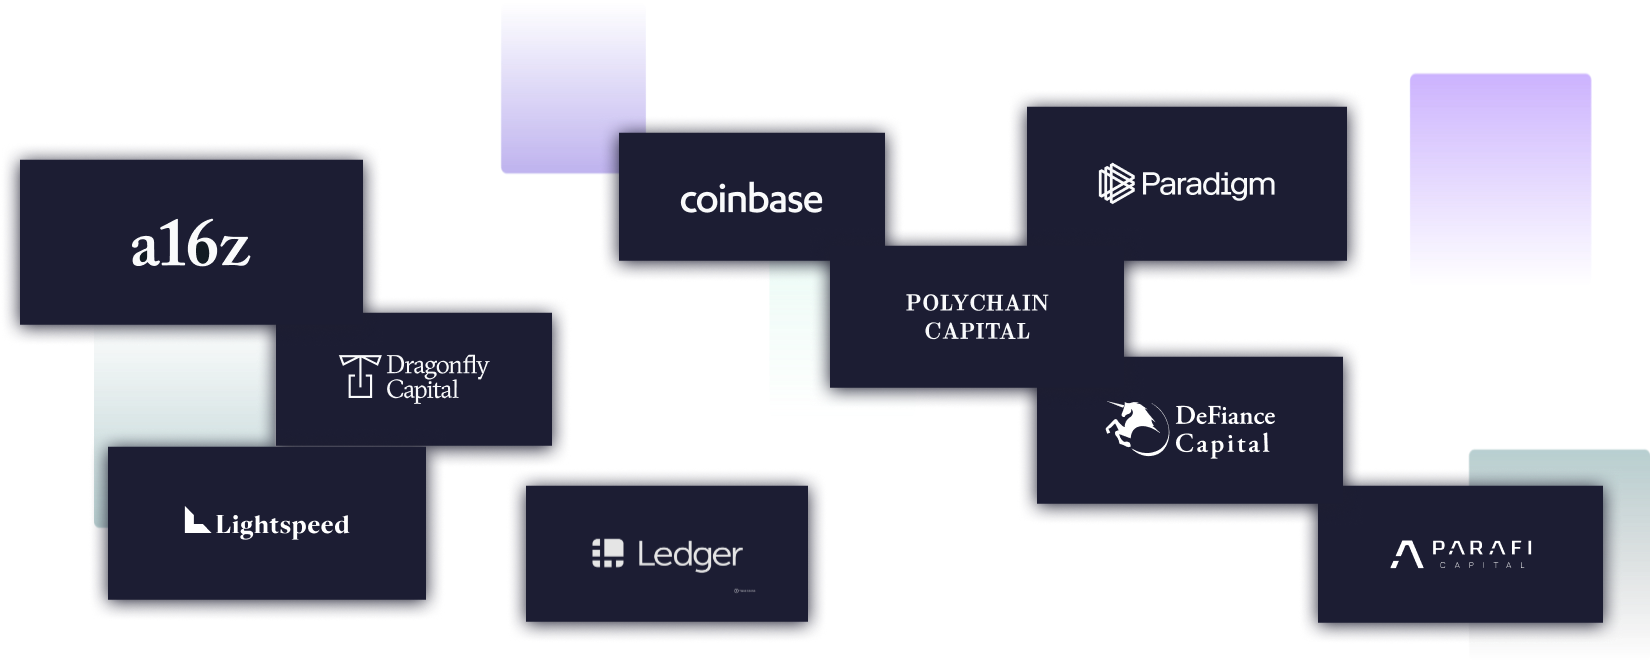 a16z
Dragonfly
Capital
Lightspeed
Ledger
coinbase
Paradigm
POLYCHAIN
CAPITAL
DeFiance
Capital
PARAFI
CAPITAL